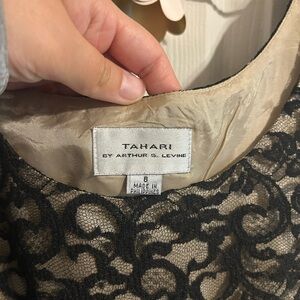 TAHARI
BY ARTHUR S. LEVINE
8
MADE IN
PHILIPPINES